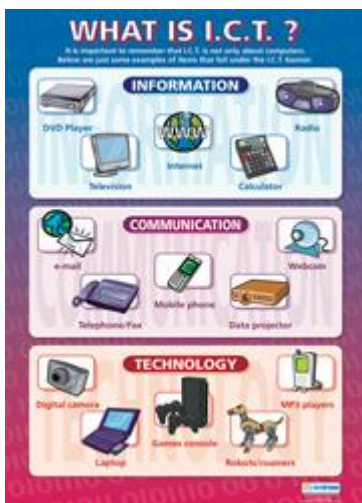 WHAT IS I.C.T. ?
It is important to remember that I.C.T. is not only about computers.
Below are just some examples of items that fall under the I.C.T. banner.
INFORMATION
DVD Player
Radio
WWW
Internet
Television
Calculator
COMMUNICATION
e-mail
Webcam
Mobile phone
Telephone/Fax
Data projector
TECHNOLOGY
Digital camera
MP3 players
Games console
Laptop
Robots/roamers